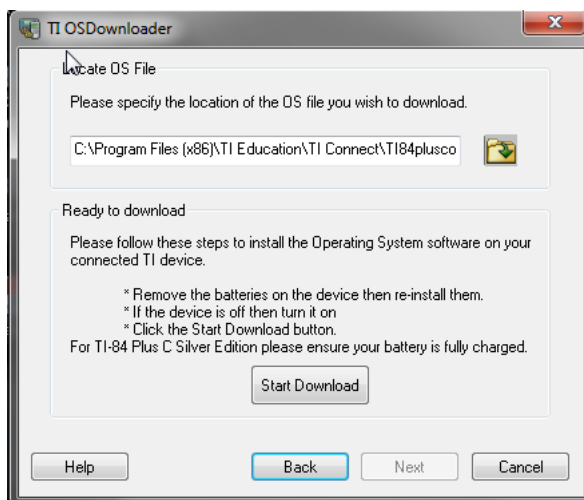 TI OSDownloader
Locate OS File
Please specify the location of the OS file you wish to download.
C:\Program Files (x86)\TI Education\TI Connect\TI84plusco
Ready to download
Please follow these steps to install the Operating System software on your
connected TI device.
* Remove the batteries on the device then re-install them.
* If the device is off then turn it on
* Click the Start Download button.
For TI-84 Plus C Silver Edition please ensure your battery is fully charged.
Start Download
Help Back Next Cancel